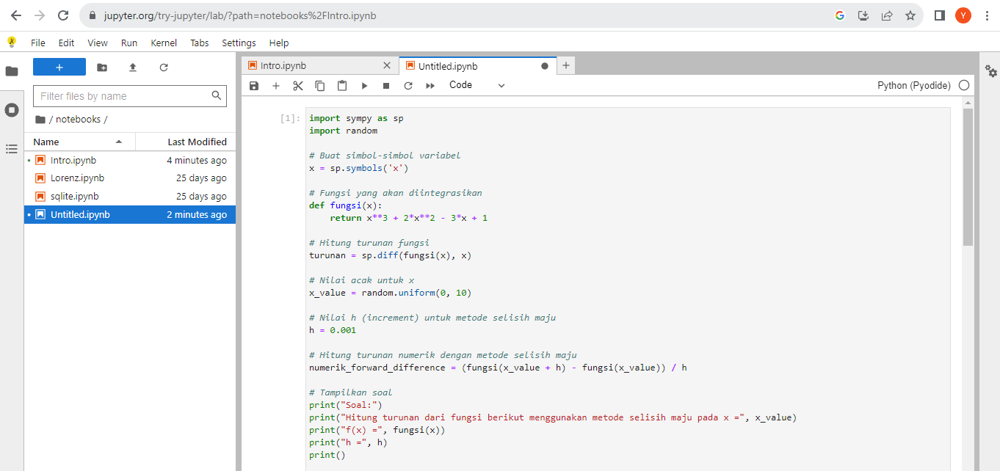 jupyter.org/try-jupyter/lab/?path=notebooks%2FIntro.ipynb
G
Y
File Edit View Run Kernel Tabs Settings Help
+
Filter files by name
/ notebooks /
Name Last Modified
Intro.ipynb 4 minutes ago
Lorenz.ipynb 25 days ago
sqlite.ipynb 25 days ago
Untitled.ipynb 2 minutes ago
Intro.ipynb
Untitled.ipynb
Code
Python (Pyodide)
[1]:
import sympy as sp
import random
# Buat simbol-simbol variabel
x = sp.symbols('x')
# Fungsi yang akan diintegrasikan
def fungsi(x):
    return x**3 + 2*x**2 - 3*x + 1
# Hitung turunan fungsi
turunan = sp.diff(fungsi(x), x)
# Nilai acak untuk x
x_value = random.uniform(0, 10)
# Nilai h (increment) untuk metode selisih maju
h = 0.001
# Hitung turunan numerik dengan metode selisih maju
numerik_forward_difference = (fungsi(x_value + h) - fungsi(x_value)) / h
# Tampilkan soal
print("Soal:")
print("Hitung turunan dari fungsi berikut menggunakan metode selisih maju pada x =", x_value)
print("f(x) =", fungsi(x))
print("h =", h)
print()